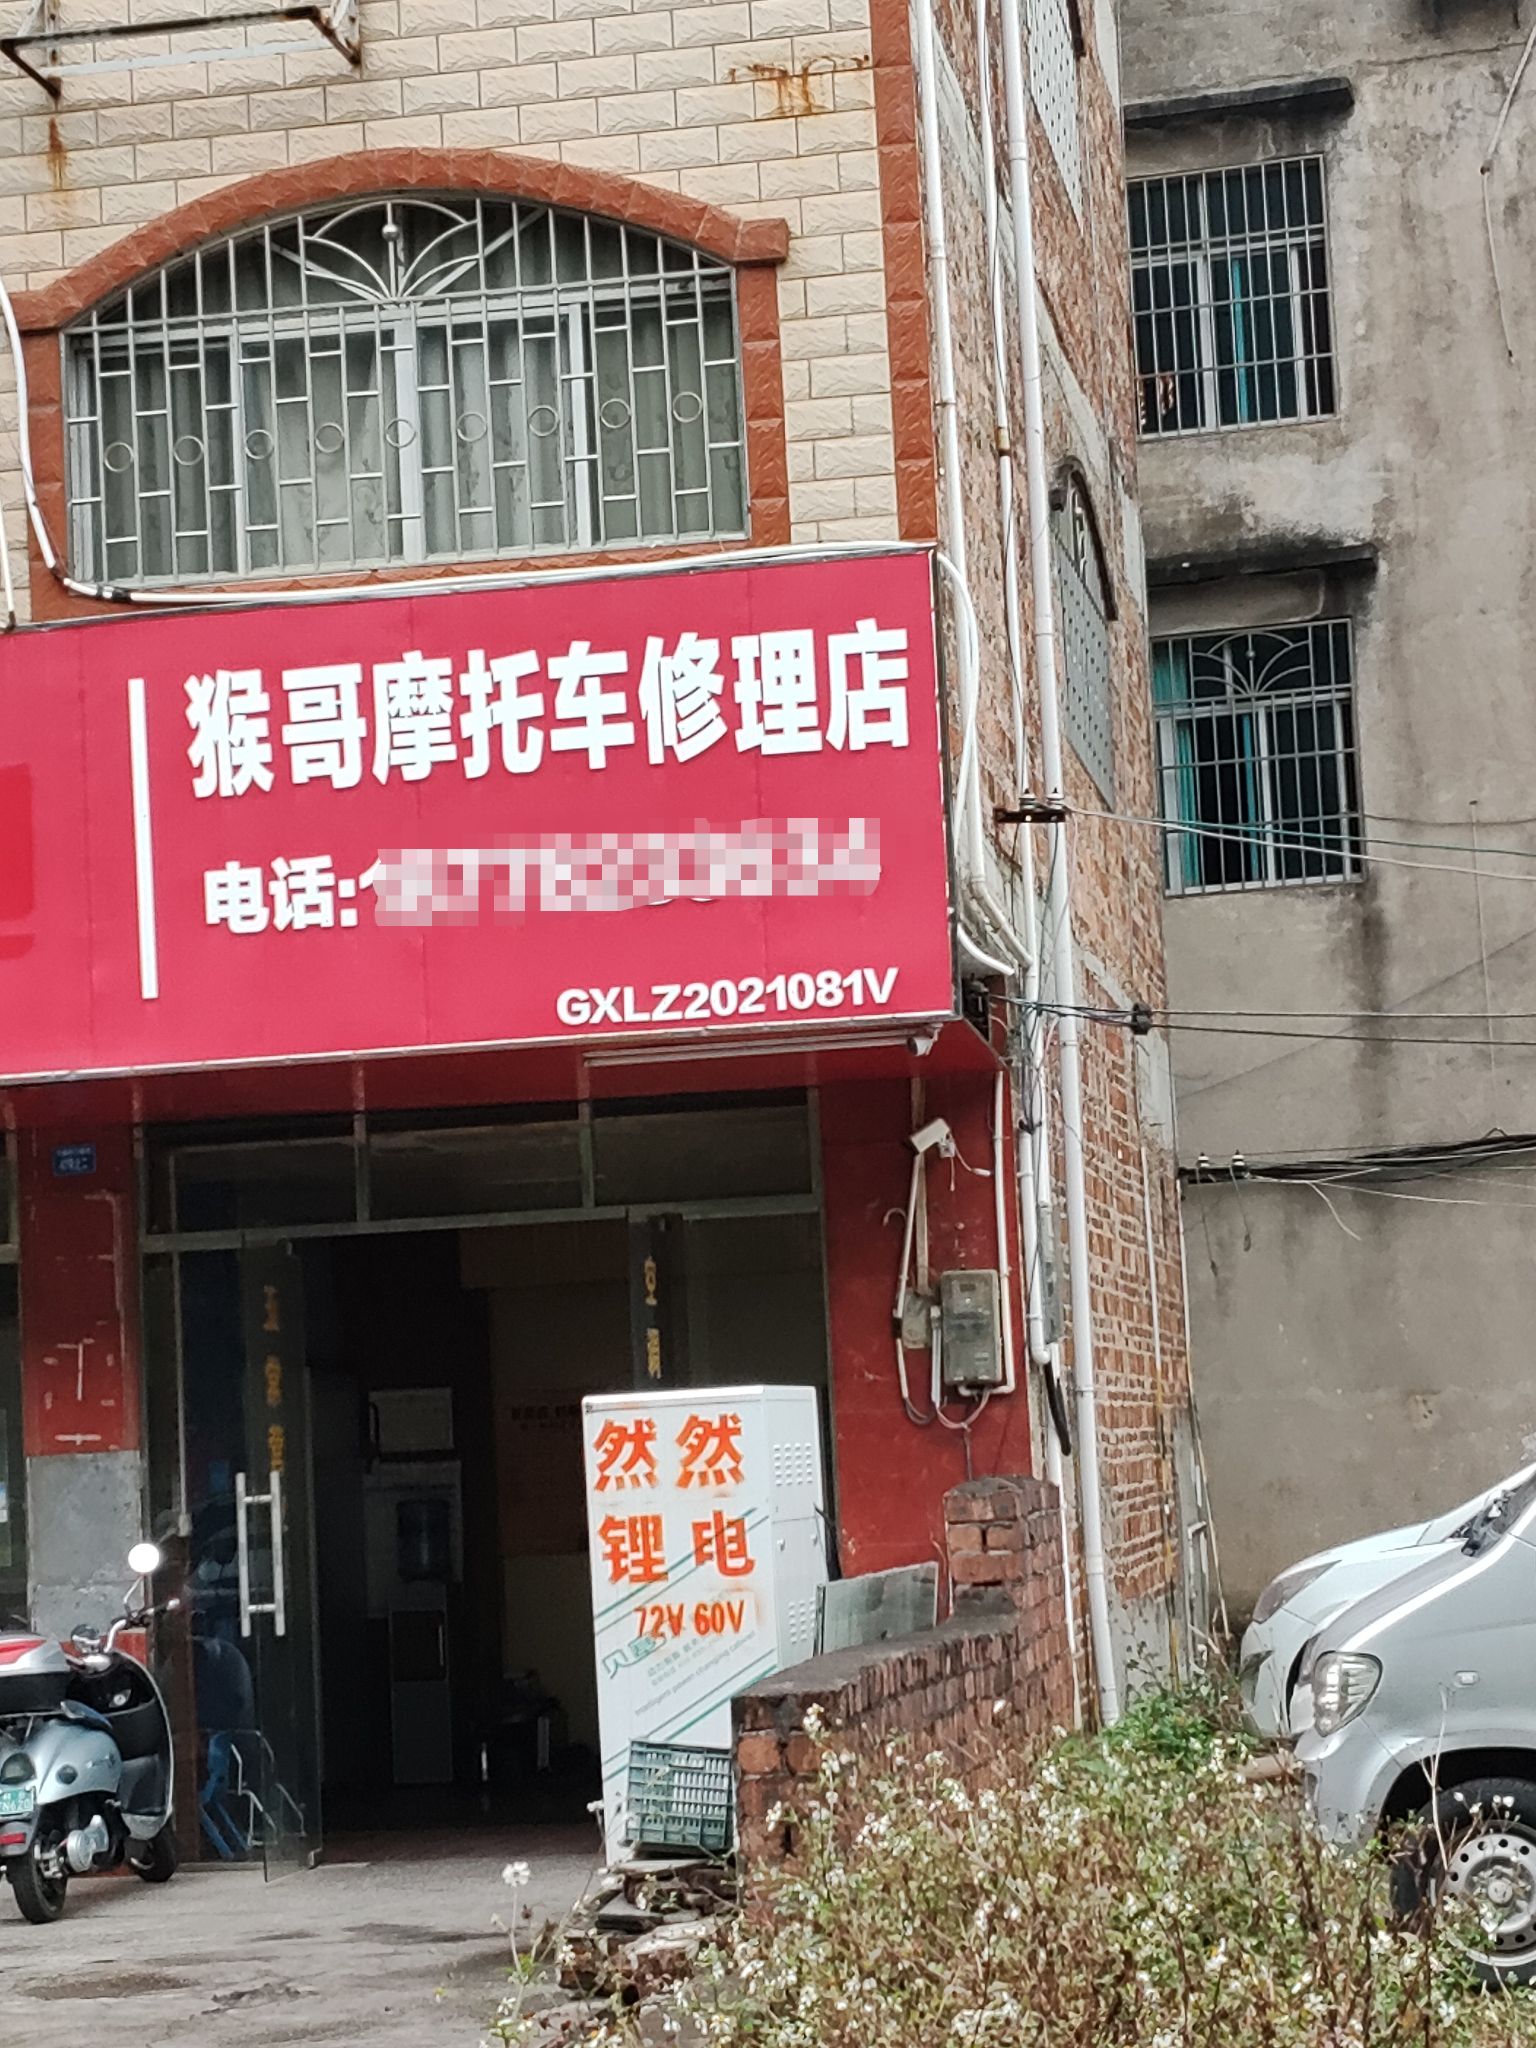 猴哥摩托车修理店
电话:
GXLZ2021081V
然然
锂电
72V 60V